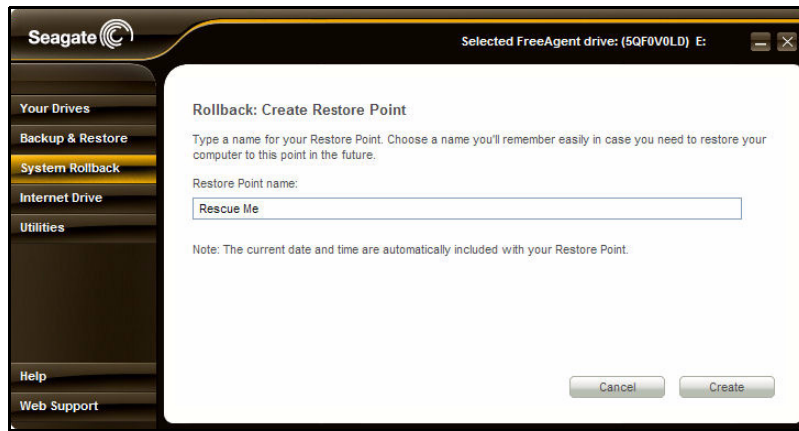 Seagate
Selected FreeAgent drive: (5QF0V0LD) E:
Your Drives
Backup & Restore
System Rollback
Internet Drive
Utilities
Help
Web Support
Rollback: Create Restore Point
Type a name for your Restore Point. Choose a name you'll remember easily in case you need to restore your
computer to this point in the future.
Restore Point name:
Rescue Me
Note: The current date and time are automatically included with your Restore Point.
Cancel
Create